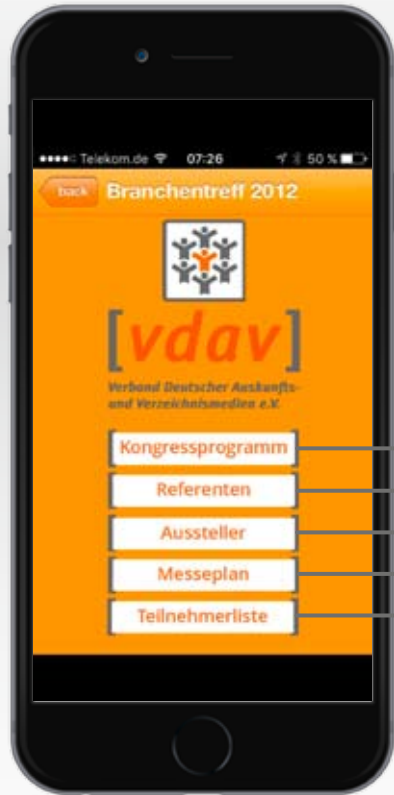 Telekom.de 07:26 50 %
back Branchentreff 2012
[vdav]
Verband Deutscher Auskunfts-
und Verzeichnismedien e.V.
Kongressprogramm
Referenten
Aussteller
Messeplan
Teilnehmerliste